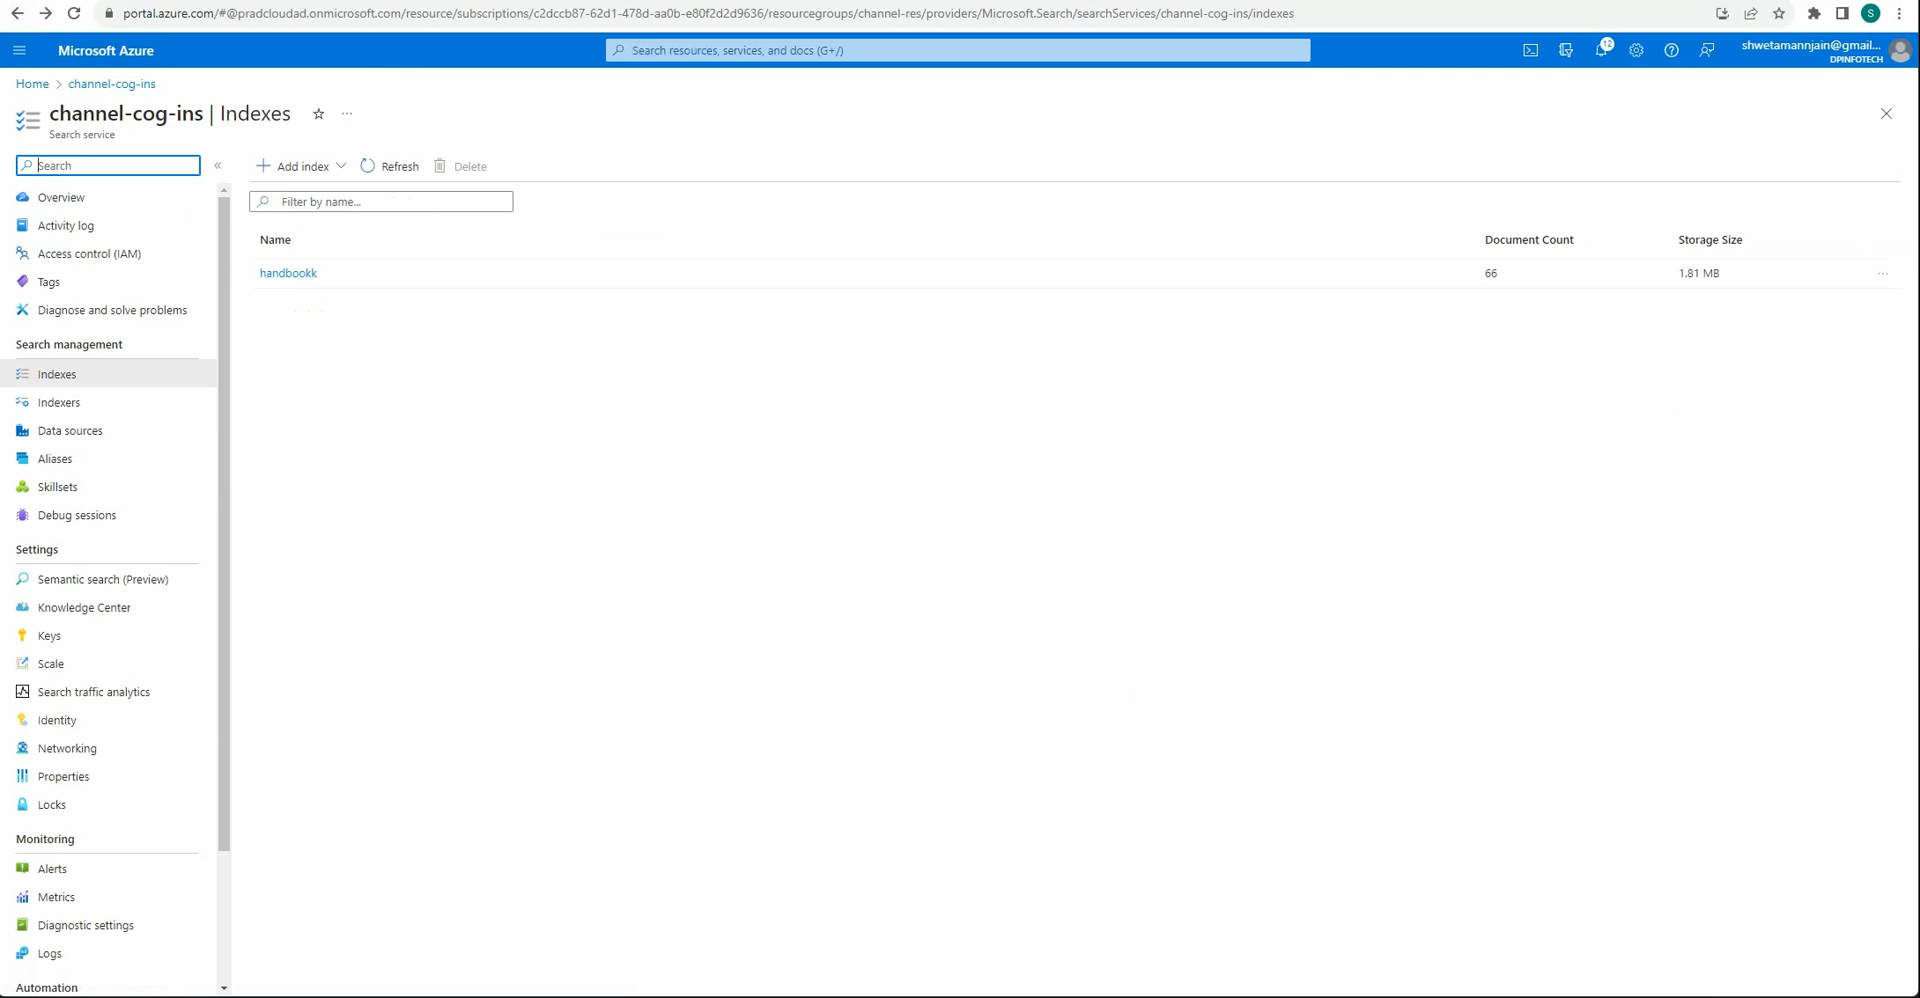 portal.azure.com/#@pradcloudad.onmicrosoft.com/resource/subscriptions/c2dccb87-62d1-478d-aa0b-e80f2d2d9636/resourcegroups/channel-res/providers/Microsoft.Search/searchServices/channel-cog-ins/indexes
S
Microsoft Azure
Search resources, services, and docs (G+/)
12
shwetamannjain@gmail...
DPINFOTECH
Home > channel-cog-ins
channel-cog-ins | Indexes
Search service
Search
Add index
Refresh
Delete
Filter by name...
Name Document Count Storage Size
handbookk 66 1.81 MB
Overview
Activity log
Access control (IAM)
Tags
Diagnose and solve problems
Search management
Indexes
Indexers
Data sources
Aliases
Skillsets
Debug sessions
Settings
Semantic search (Preview)
Knowledge Center
Keys
Scale
Search traffic analytics
Identity
Networking
Properties
Locks
Monitoring
Alerts
Metrics
Diagnostic settings
Logs
Automation